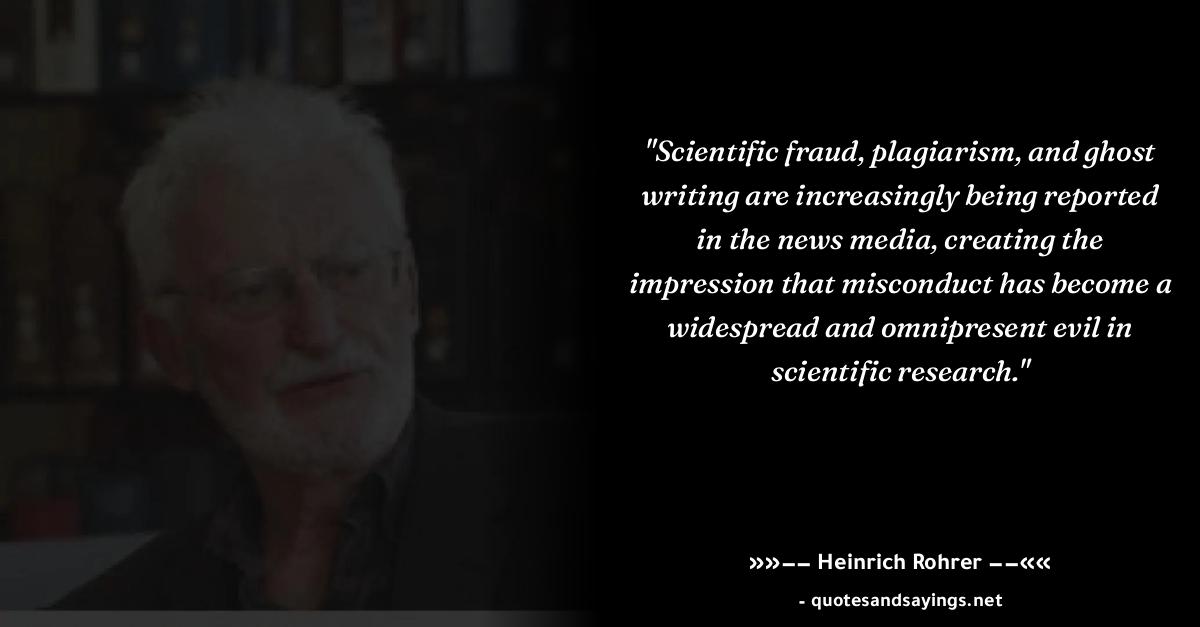 "Scientific fraud, plagiarism, and ghost
writing are increasingly being reported
in the news media, creating the
impression that misconduct has become a
widespread and omnipresent evil in
scientific research."
»»−− Heinrich Rohrer −−««
- quotesandsayings.net